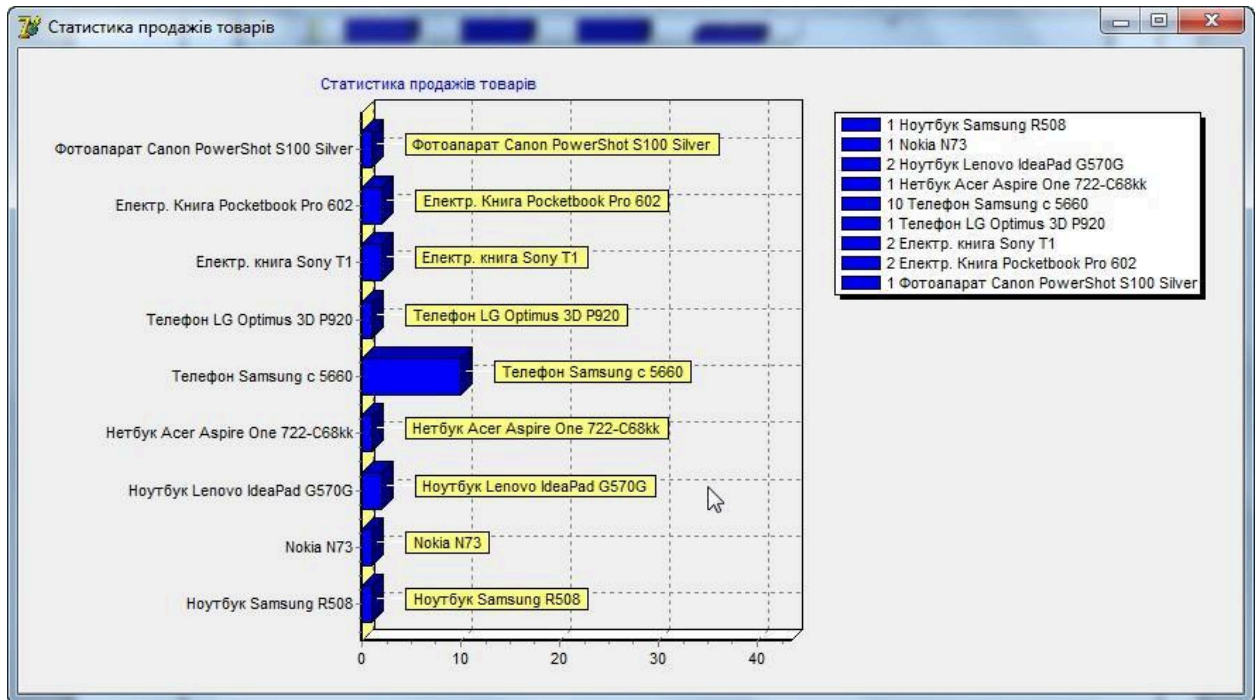 Статистика продажів товарів
Статистика продажів товарів
Фотоапарат Canon PowerShot S100 Silver
Фотоапарат Canon PowerShot S100 Silver
Електр. Книга Pocketbook Pro 602
Електр. Книга Pocketbook Pro 602
Електр. книга Sony T1
Електр. книга Sony T1
Телефон LG Optimus 3D P920
Телефон LG Optimus 3D P920
Телефон Samsung с 5660
Телефон Samsung с 5660
Нетбук Acer Aspire One 722-C68kk
Нетбук Acer Aspire One 722-C68kk
Ноутбук Lenovo IdeaPad G570G
Ноутбук Lenovo IdeaPad G570G
Nokia N73
Nokia N73
Ноутбук Samsung R508
Ноутбук Samsung R508
0 10 20 30 40
1 Ноутбук Samsung R508
1 Nokia N73
2 Ноутбук Lenovo IdeaPad G570G
1 Нетбук Acer Aspire One 722-C68kk
10 Телефон Samsung с 5660
1 Телефон LG Optimus 3D P920
2 Електр. книга Sony T1
2 Електр. Книга Pocketbook Pro 602
1 Фотоапарат Canon PowerShot S100 Silver